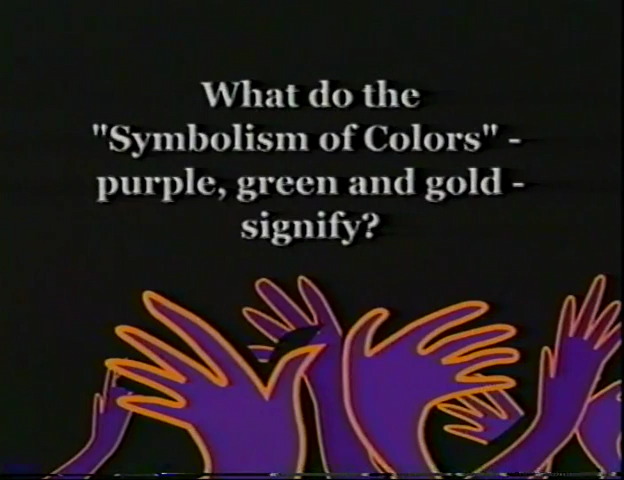 What do the
"Symbolism of Colors" -
purple, green and gold -
signify?